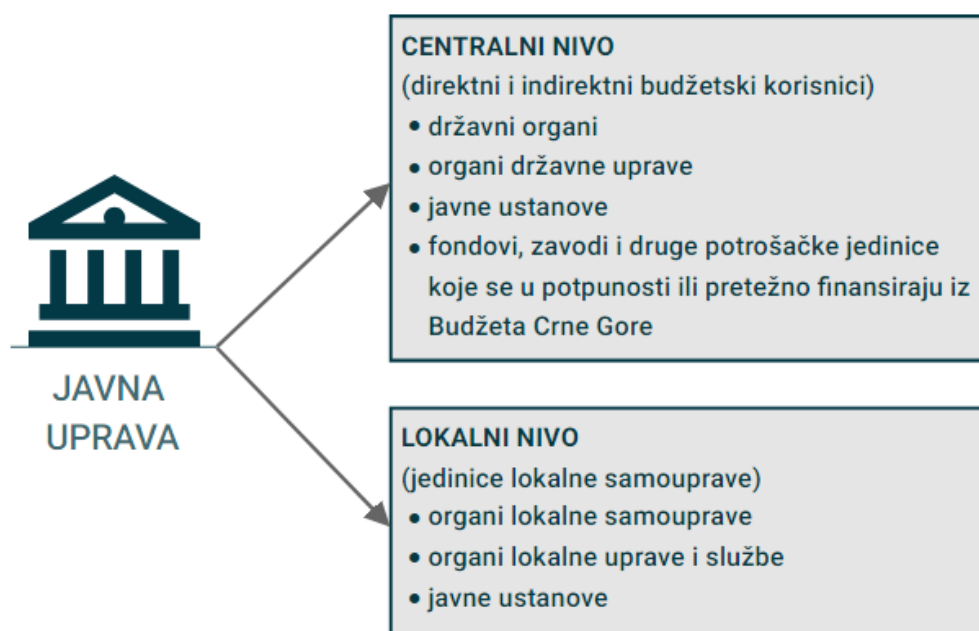 CENTRALNI NIVO
(direktni i indirektni budžetski korisnici)
• državni organi
• organi državne uprave
• javne ustanove
• fondovi, zavodi i druge potrošačke jedinice
koje se u potpunosti ili pretežno finansiraju iz
Budžeta Crne Gore
JAVNA
UPRAVA
LOKALNI NIVO
(jedinice lokalne samouprave)
• organi lokalne samouprave
• organi lokalne uprave i službe
• javne ustanove